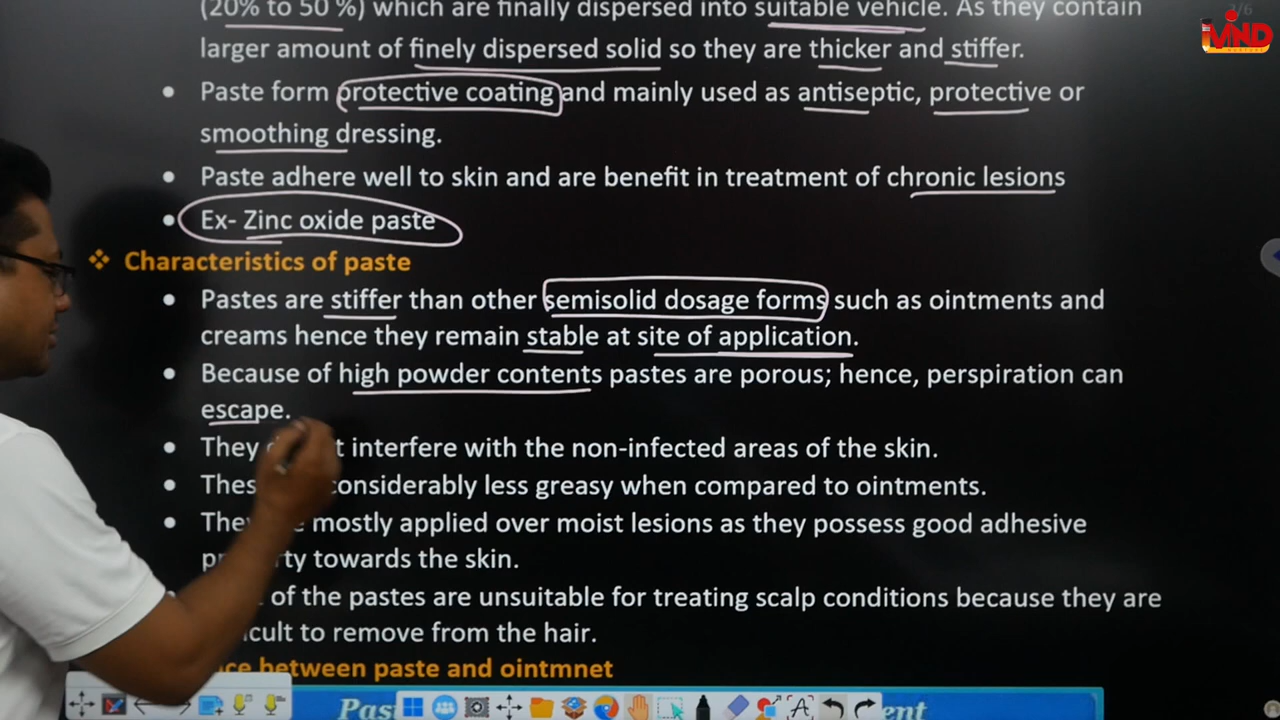 (20% to 50 %) which are finally dispersed into suitable vehicle. As they contain
2/6
MIND
larger amount of finely dispersed solid so they are thicker and stiffer.
• Paste form protective coating and mainly used as antiseptic, protective or
smoothing dressing.
• Paste adhere well to skin and are benefit in treatment of chronic lesions
• Ex- Zinc oxide paste
❖ Characteristics of paste
• Pastes are stiffer than other semisolid dosage forms such as ointments and
creams hence they remain stable at site of application.
• Because of high powder contents pastes are porous; hence, perspiration can
escape.
• They interfere with the non-infected areas of the skin.
• considerably less greasy when compared to ointments.
• mostly applied over moist lesions as they possess good adhesive
towards the skin.
of the pastes are unsuitable for treating scalp conditions because they are
to remove from the hair.
between paste and ointmnet